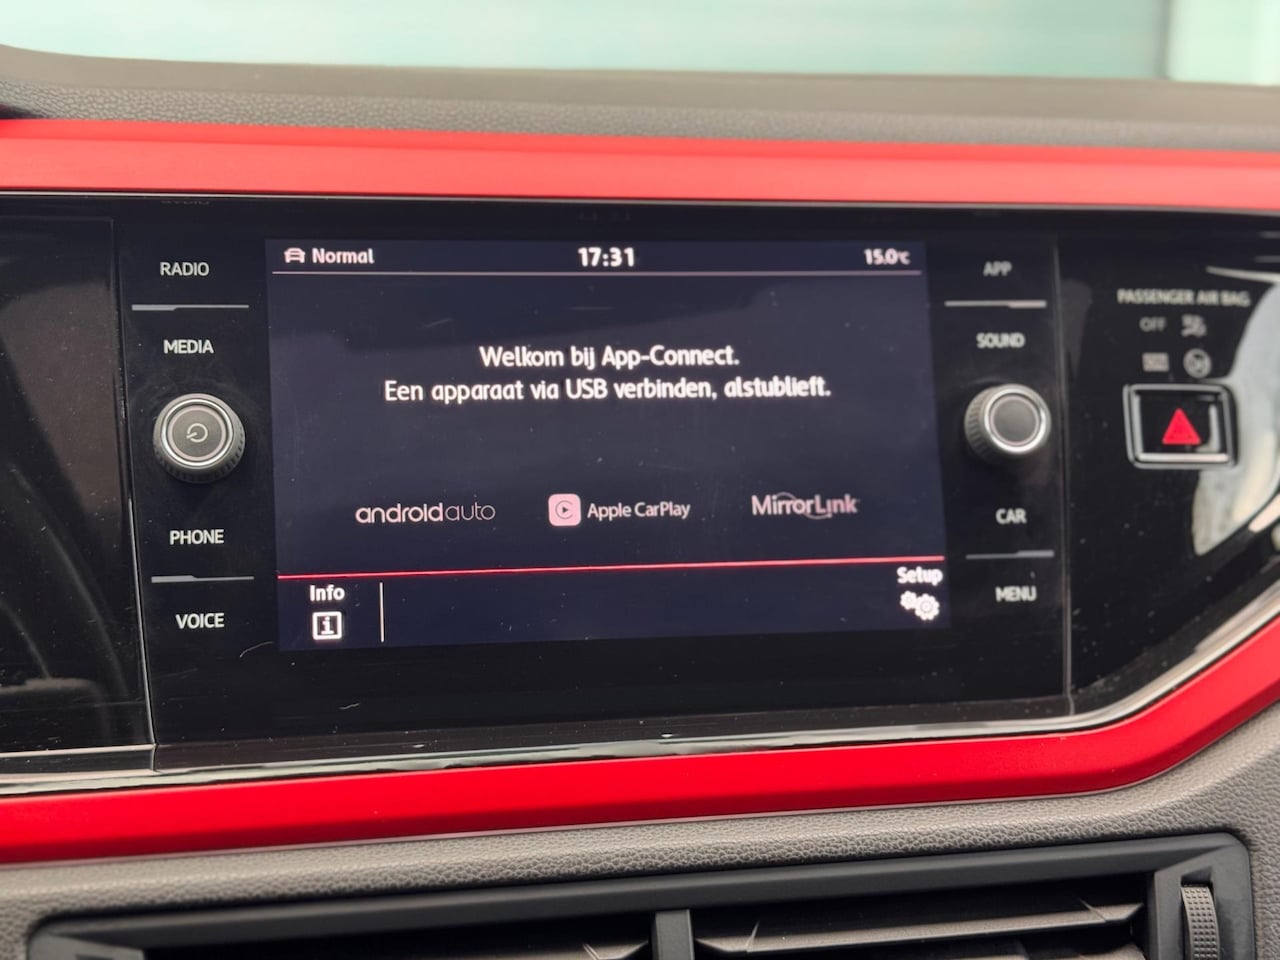 RADIO
MEDIA
PHONE
VOICE
Normal
17:31
15.0°C
Welkom bij App-Connect.
Een apparaat via USB verbinden, alstublieft.
androidauto
Apple CarPlay
MirrorLink
Info
i
Setup
APP
SOUND
CAR
MENU
PASSENGER AIR BAG
OFF